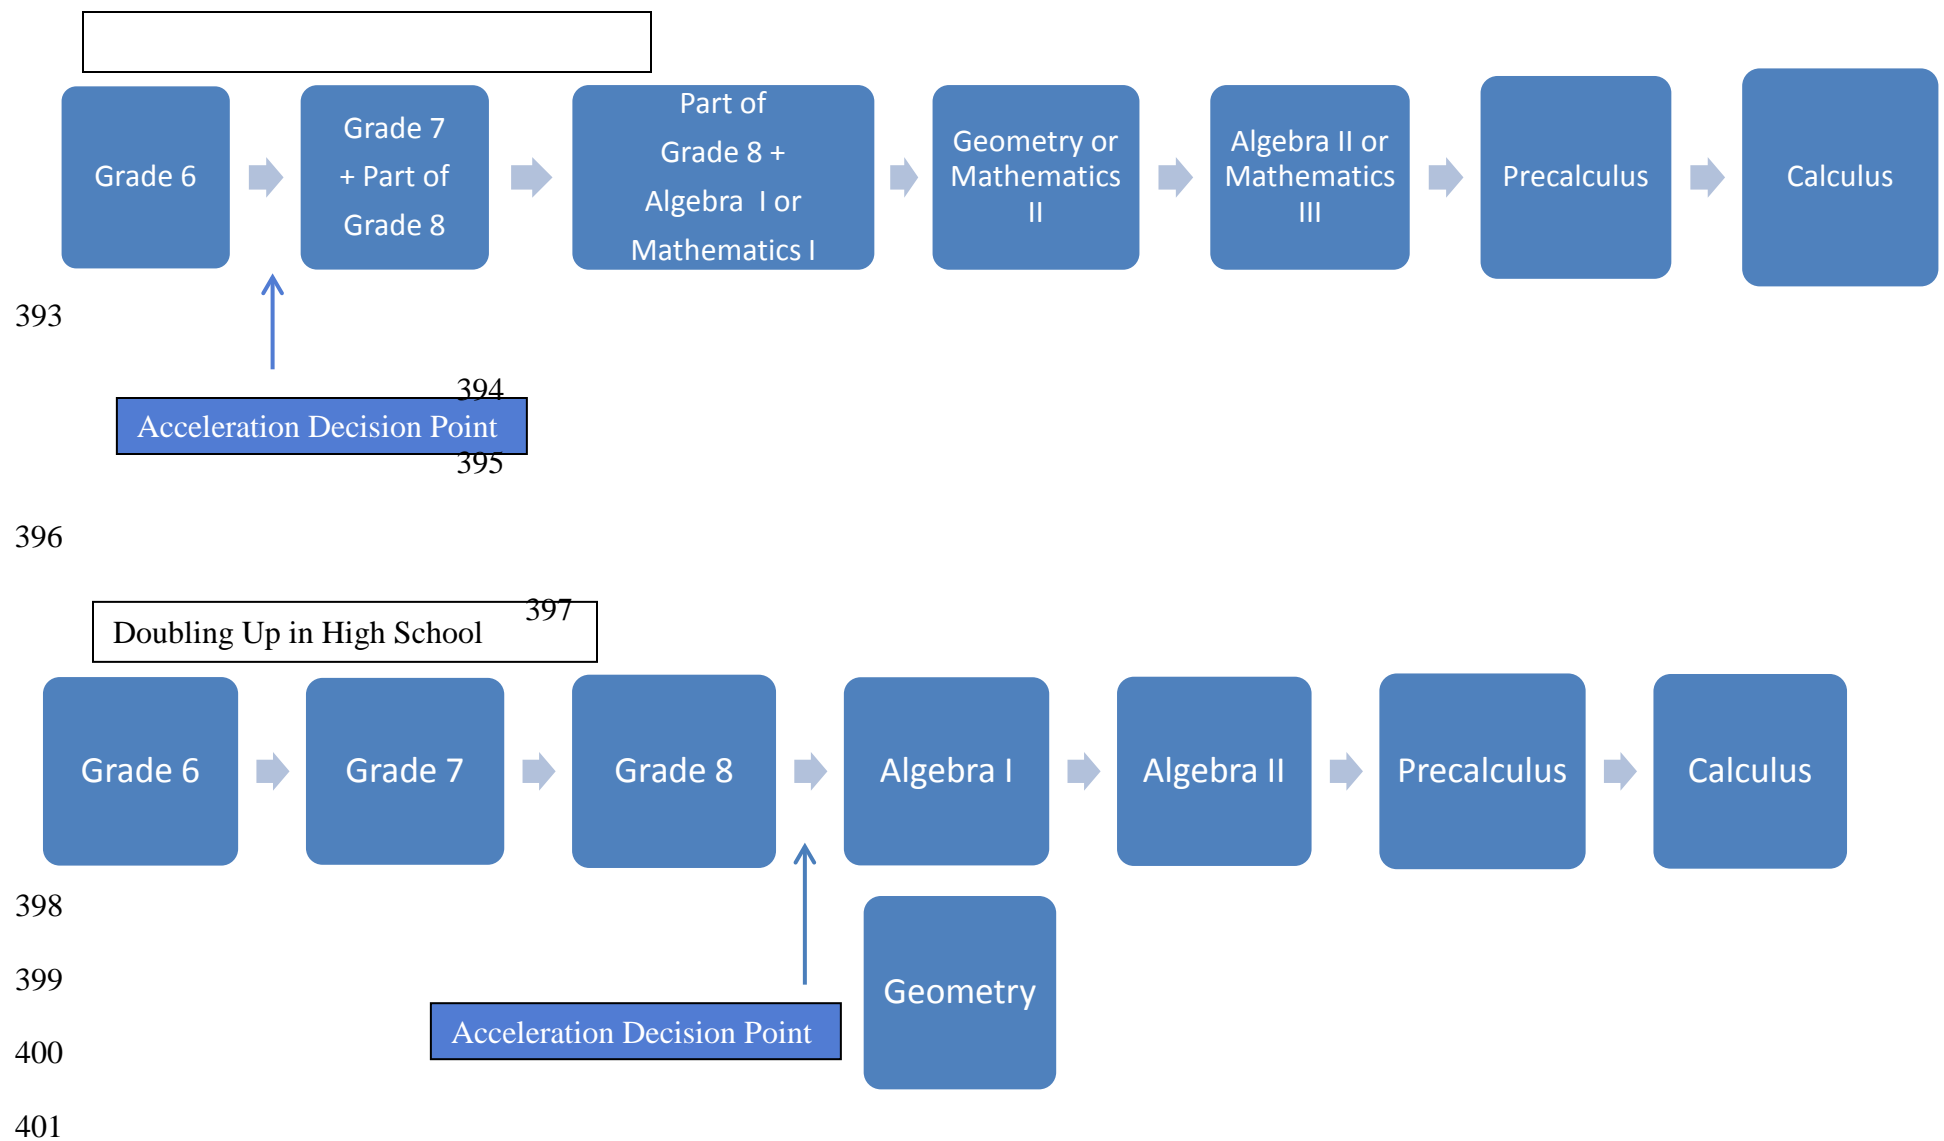 Grade 6
Grade 7
+ Part of
Grade 8
Part of
Grade 8 +
Algebra I or
Mathematics I
Geometry or
Mathematics
II
Algebra II or
Mathematics
III
Precalculus
Calculus
393
394
Acceleration Decision Point
395
396
397
Doubling Up in High School
Grade 6
Grade 7
Grade 8
Algebra I
Algebra II
Precalculus
Calculus
398
Geometry
399
Acceleration Decision Point
400
401